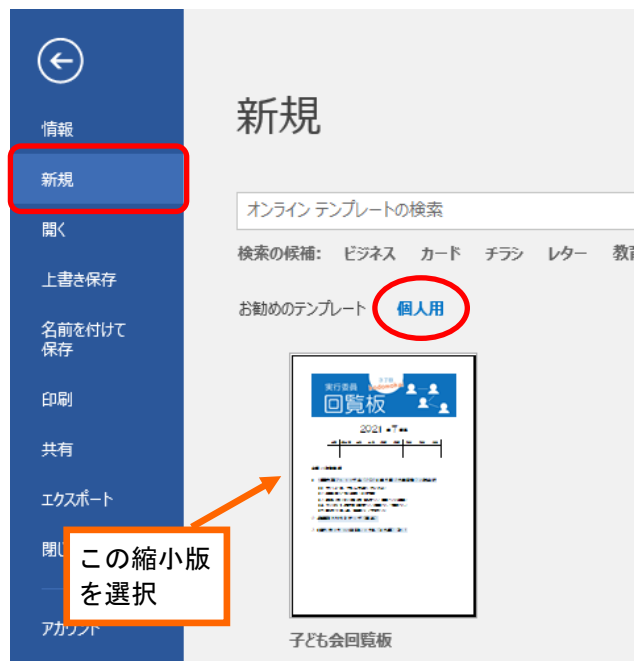 情報
新規
開く
上書き保存
名前を付けて
保存
印刷
共有
エクスポート
閉じ
アカウント
新規
オンライン テンプレートの検索
検索の候補: ビジネス カード チラシ レター 教育
お勧めのテンプレート 個人用
実行委員
回覧板
2021
この縮小版
を選択
子ども会回覧板